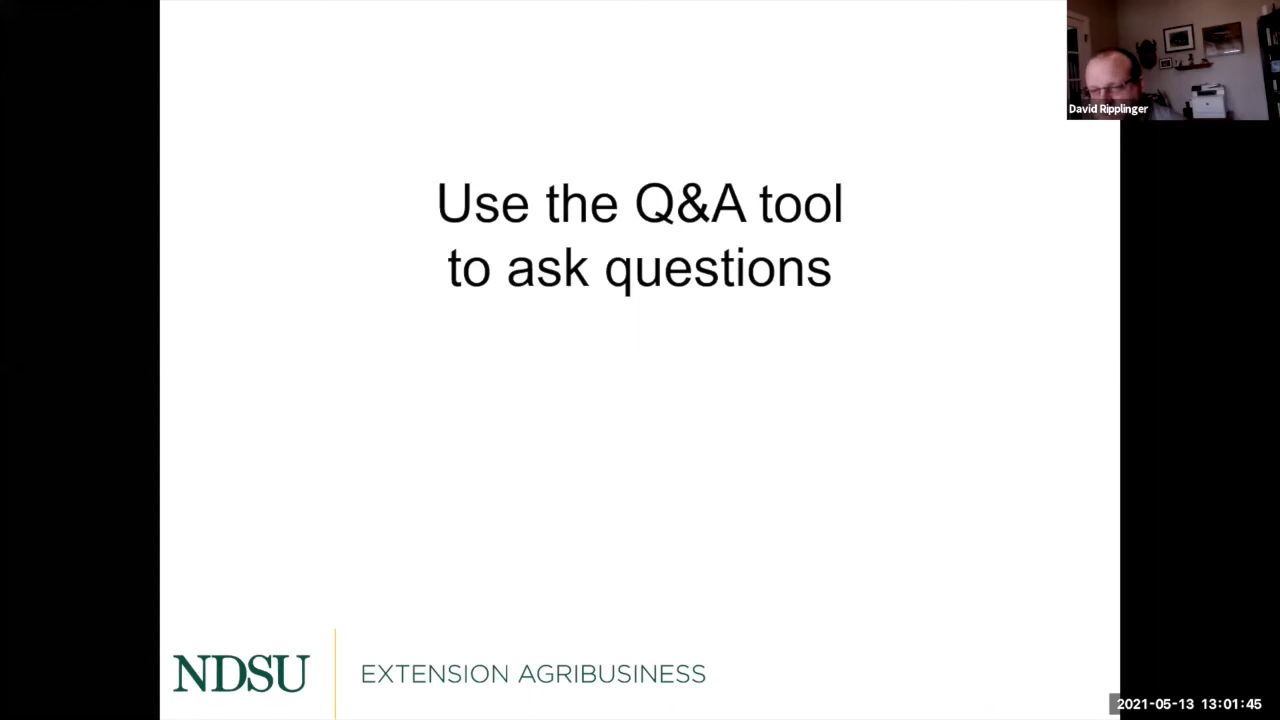 David Ripplinger
Use the Q&A tool
to ask questions
NDSU
EXTENSION AGRIBUSINESS
2021-05-13 13:01:45